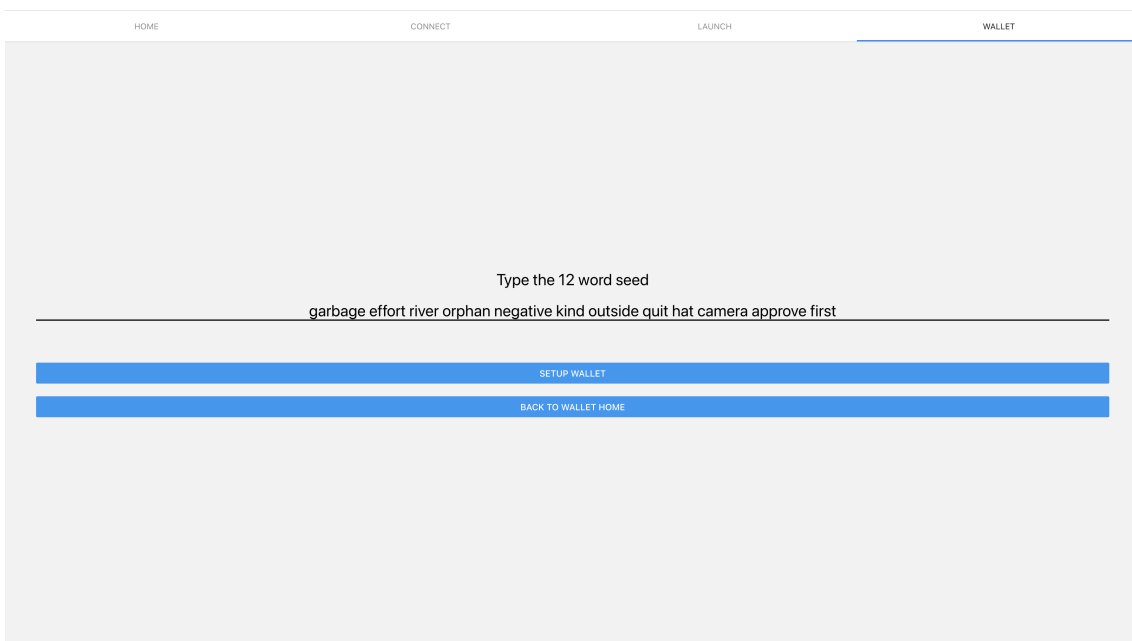 HOME CONNECT LAUNCH WALLET
Type the 12 word seed
garbage effort river orphan negative kind outside quit hat camera approve first
SETUP WALLET
BACK TO WALLET HOME